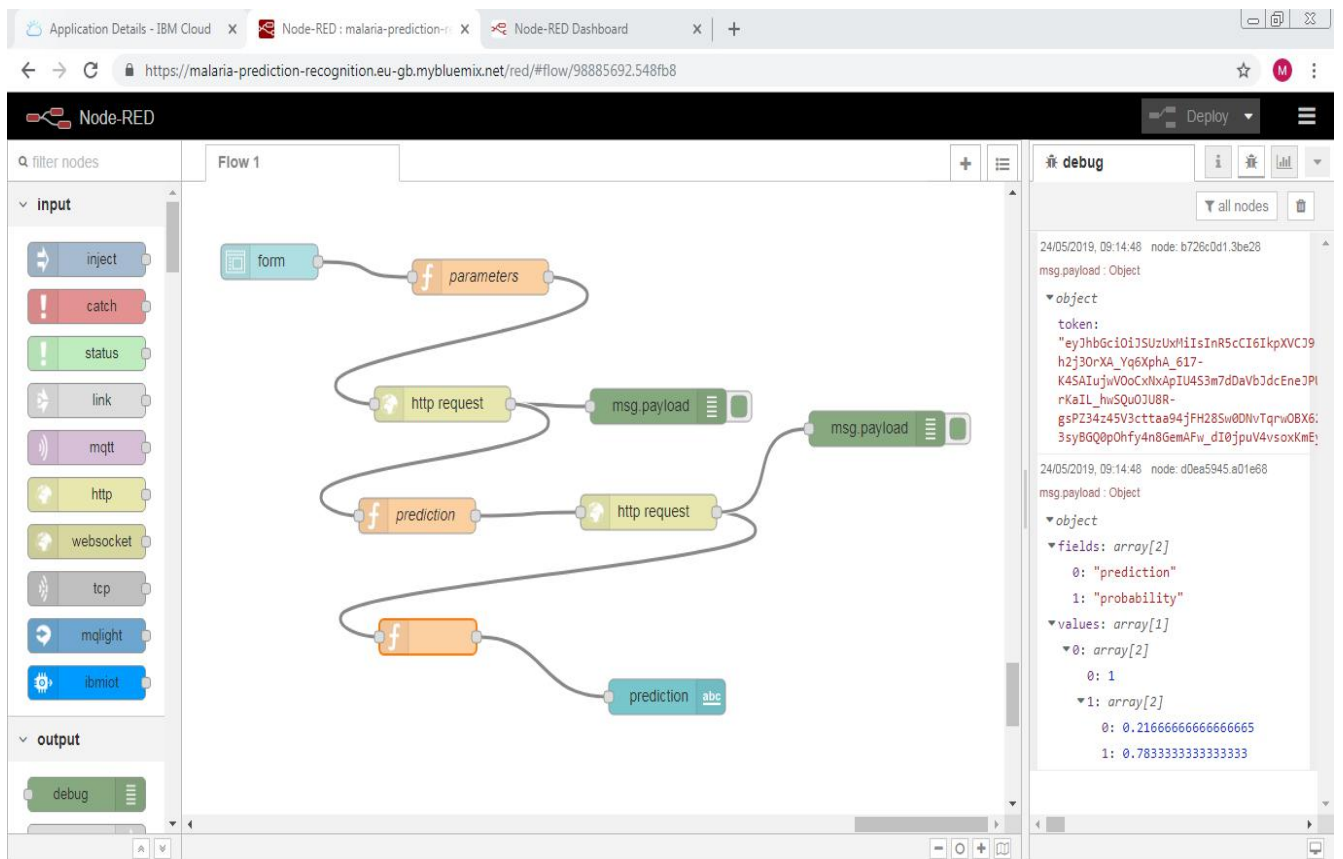 Application Details - IBM Cloud X Node-RED : malaria-prediction-r X Node-RED Dashboard X +
https://malaria-prediction-recognition.eu-gb.mybluemix.net/red/#flow/98885692.548fb8 M
Node-RED Deploy
filter nodes Flow 1 debug i
all nodes
input
inject
catch
status
link
mqtt
http
websocket
tcp
mqlight
ibmiot
output
debug
form
parameters
http request msg.payload
msg.payload
prediction http request
prediction abc
24/05/2019, 09:14:48 node: b726c0d1.3be28
msg.payload : Object
object
token:
h2j3OrXA_Yq6XphA_617-
rKaIL_hwSQuOJU8R-
24/05/2019, 09:14:48 node: d0ea5945.a01e68
msg.payload : Object
object
fields: array[2]
0: "prediction"
1: "probability"
values: array[1]
0: array[2]
0: 1
1: array[2]
0: 0.21666666666666665
1: 0.7833333333333333